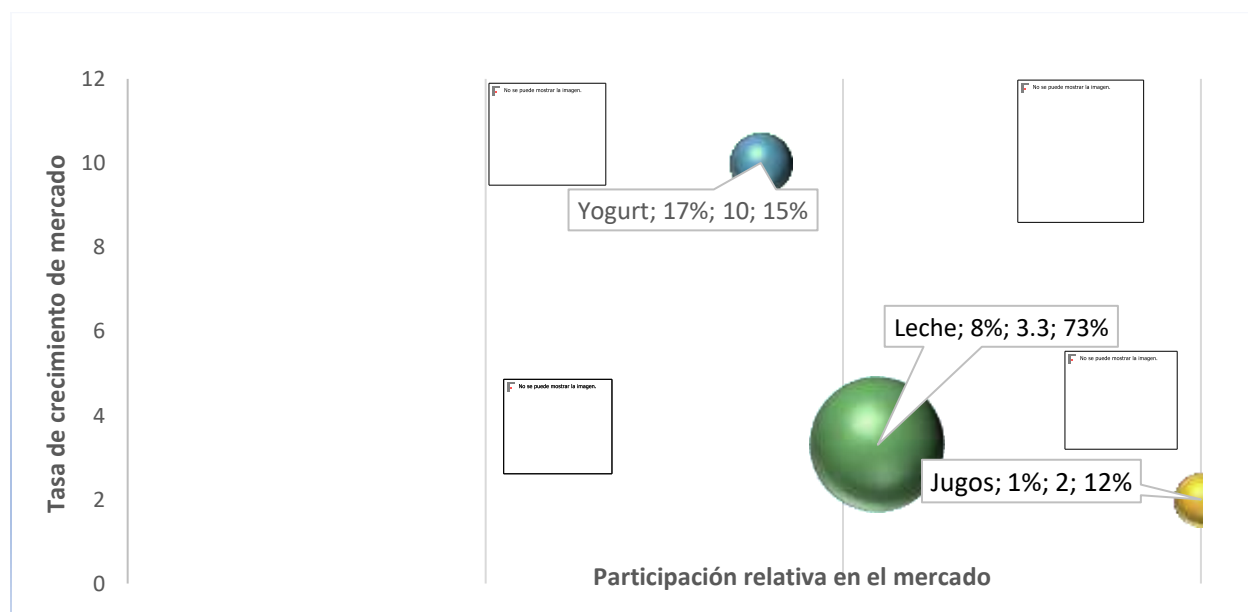 12
No se puede mostrar la imagen.
No se puede mostrar la imagen.
10
Yogurt; 17%; 10; 15%
8
Tasa de crecimiento de mercado
6
Leche; 8%; 3.3; 73%
No se puede mostrar la imagen.
No se puede mostrar la imagen.
4
Jugos; 1%; 2; 12%
2
0
Participación relativa en el mercado